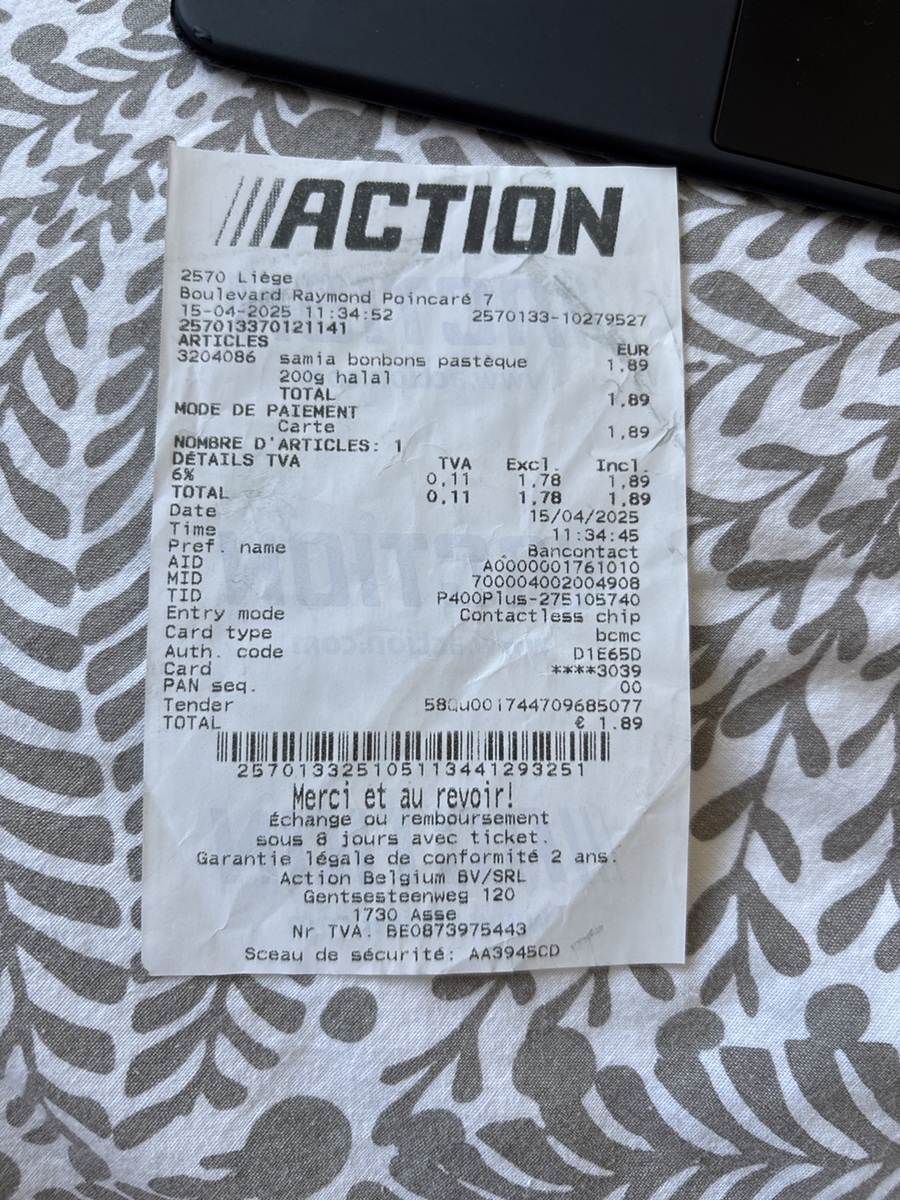 ACTION
2570 Liège
Boulevard Raymond Poincaré 7
15-04-2025 11:34:52 2570133-10279527
257013370121141
ARTICLES EUR
3204086 samia bonbons pastèque 1,89
200g halal
TOTAL 1,89
MODE DE PAIEMENT
Carte 1,89
NOMBRE D'ARTICLES: 1
DÉTAILS TVA TVA Excl. Incl.
6% 0,11 1,78 1,89
TOTAL 0,11 1,78 1,89
Date 15/04/2025
Time 11:34:45
Pref. name Bancontact
AID A0000001761010
MID 700004002004908
TID P400Plus-275105740
Entry mode Contactless chip
Card type bcmc
Auth. code D1E65D
Card ****3039
PAN seq. 00
Tender
TOTAL € 1.89
257013325105113441293251
Merci et au revoir!
Échange ou remboursement
sous 8 jours avec ticket.
Garantie légale de conformité 2 ans.
Action Belgium BV/SRL
Gentsesteenweg 120
1730 Asse
Nr TVA. BE0873975443
Sceau de sécurité: AA3945CD